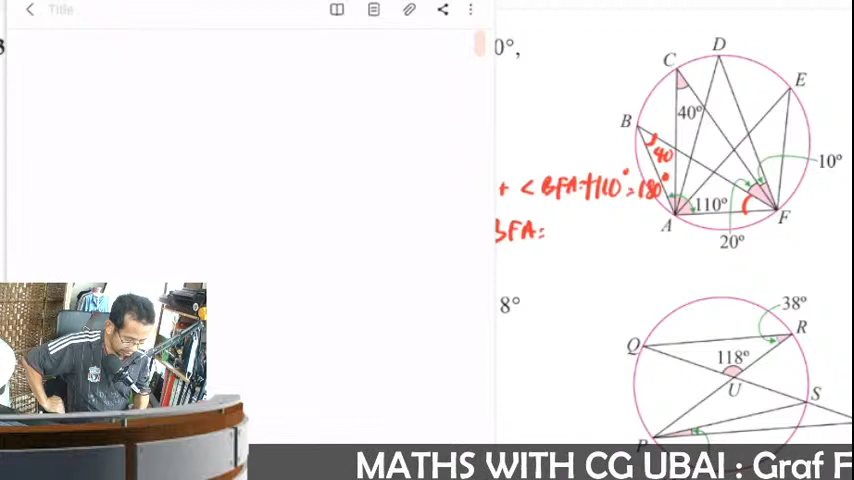 Title
3
0°,
D
C
E
40°
B
40
10°
+ < BFA + 110° = 180°
110°
A
F
BFA =
20°
8°
38°
R
Q
118°
U
S
P
MATHS WITH CG UBAI : Graf F